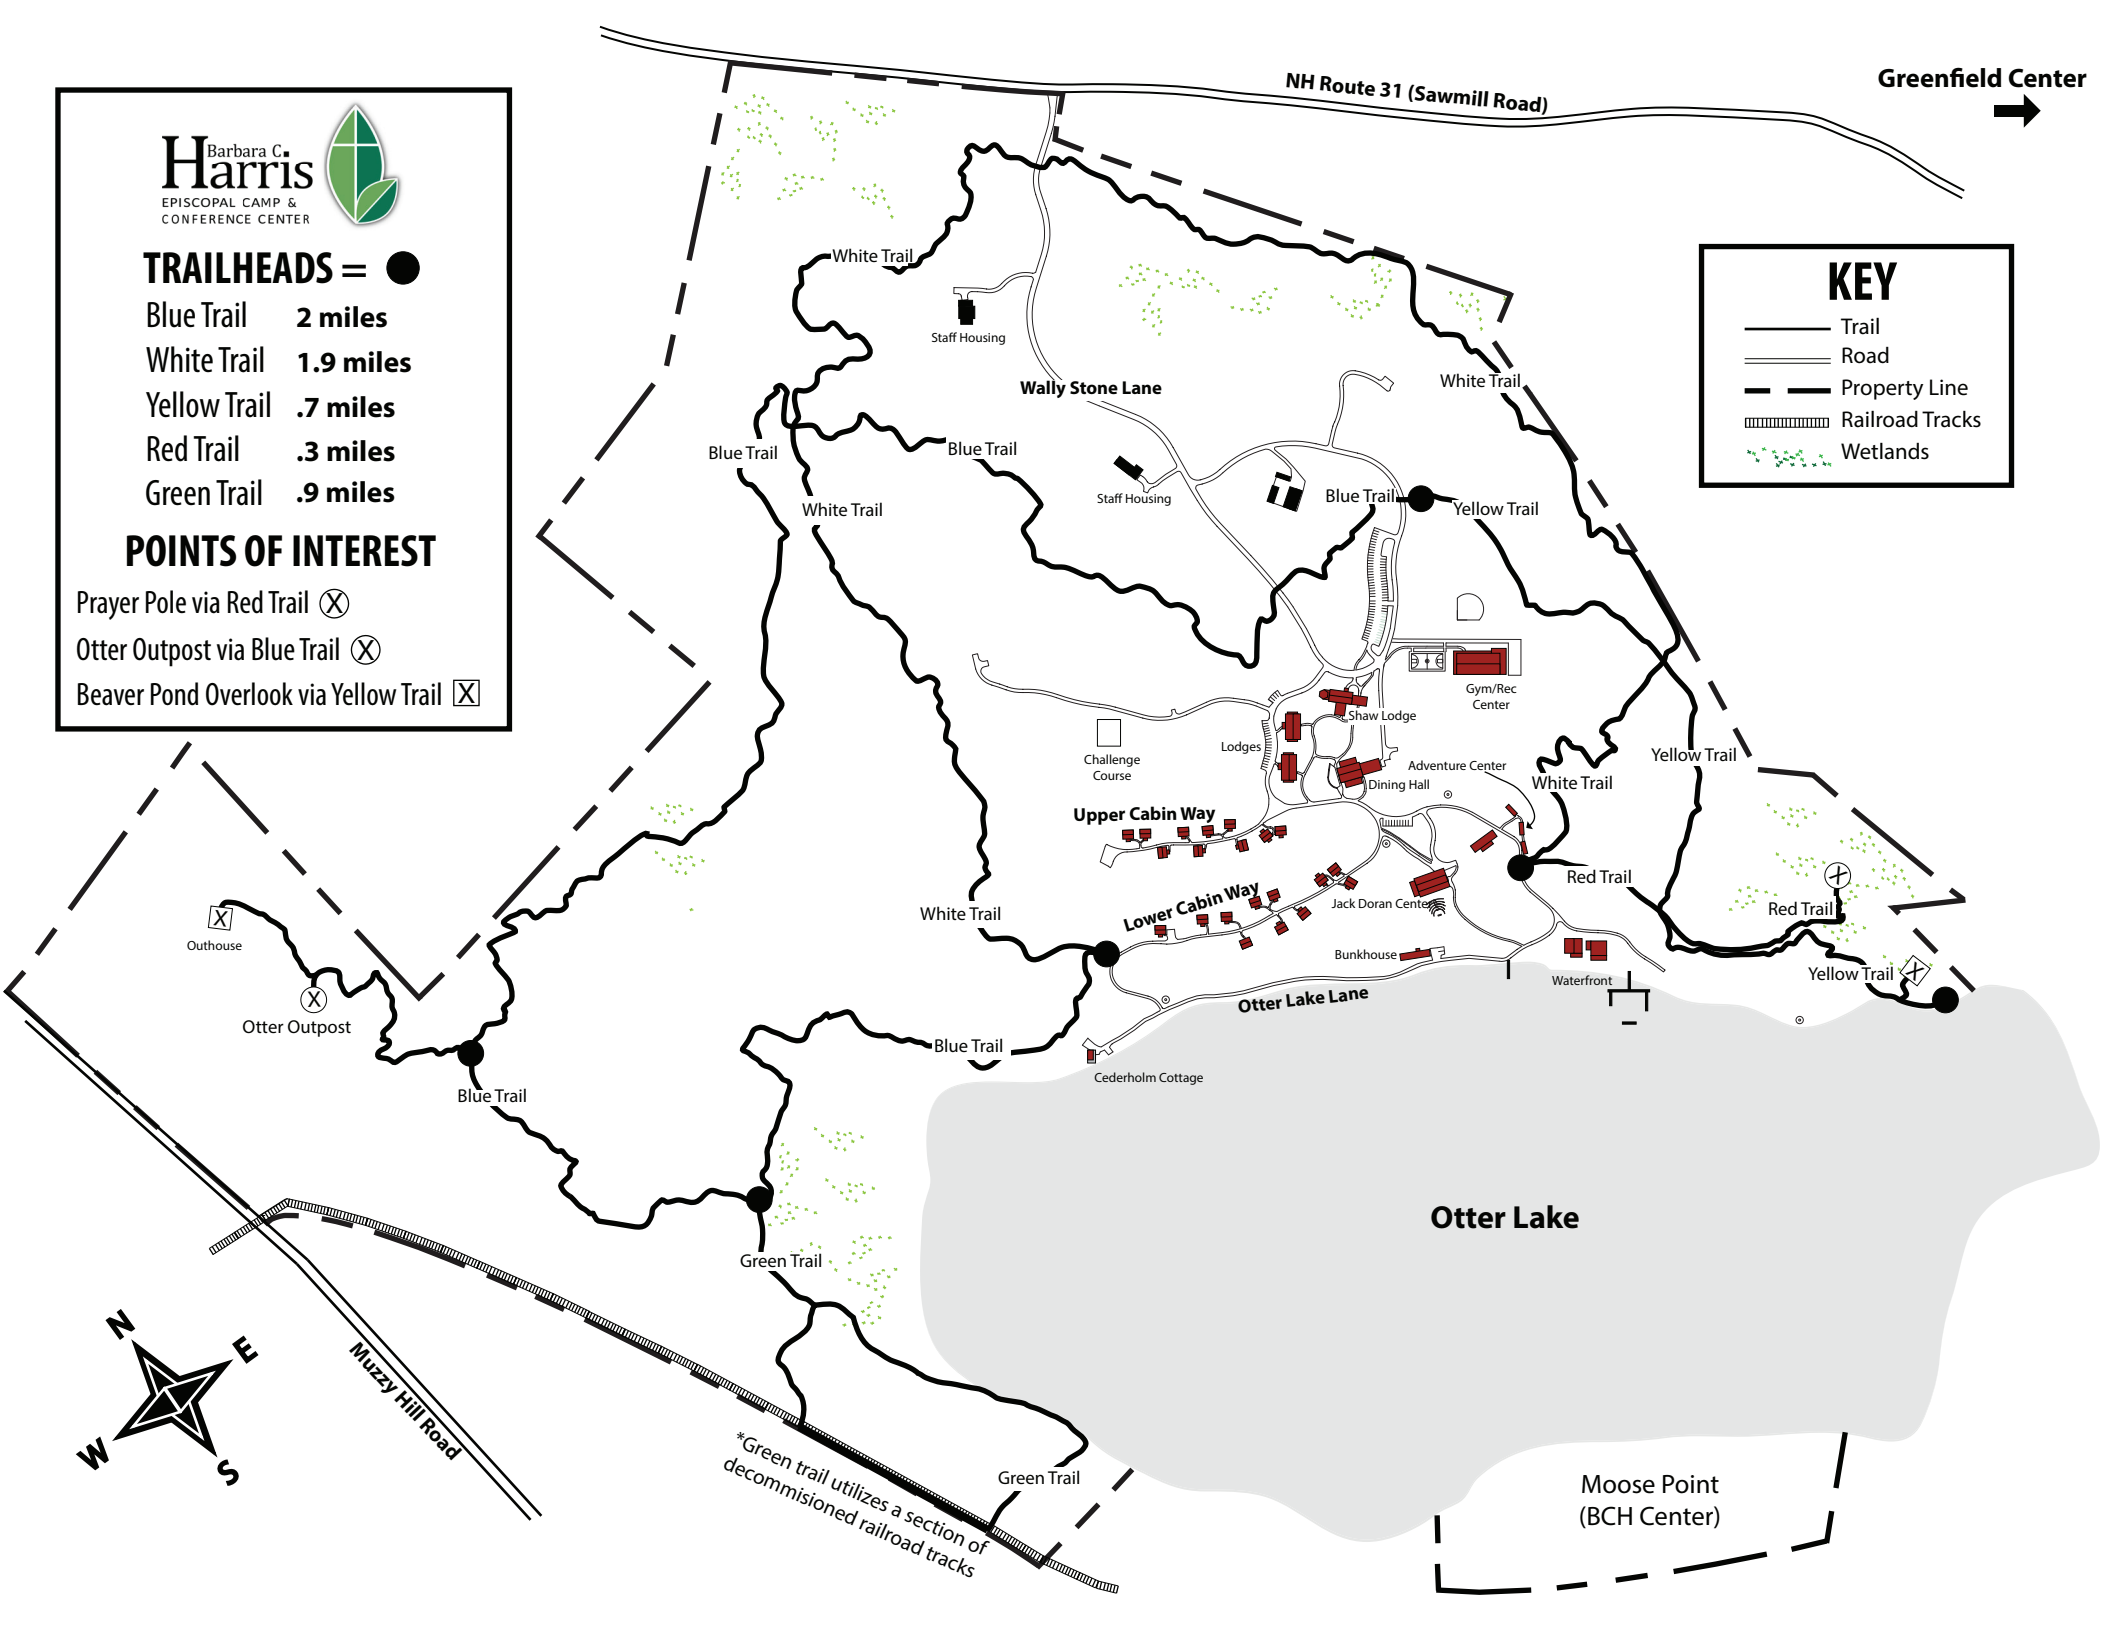 Barbara C.
Harris
EPISCOPAL CAMP &
CONFERENCE CENTER
TRAILHEADS =
Blue Trail 2 miles
White Trail 1.9 miles
Yellow Trail .7 miles
Red Trail .3 miles
Green Trail .9 miles
POINTS OF INTEREST
Prayer Pole via Red Trail X
Otter Outpost via Blue Trail X
Beaver Pond Overlook via Yellow Trail X
NH Route 31 (Sawmill Road)
Greenfield Center
KEY
Trail
Road
Property Line
Railroad Tracks
Wetlands
White Trail
Staff Housing
Wally Stone Lane
White Trail
Blue Trail
Blue Trail
White Trail
Staff Housing
Blue Trail
Yellow Trail
Gym/Rec
Center
Shaw Lodge
Lodges
Challenge
Course
Adventure Center
Dining Hall
White Trail
Yellow Trail
Upper Cabin Way
Lower Cabin Way
Jack Doran Center
Red Trail
X
Red Trail
White Trail
X
Outhouse
X
Otter Outpost
Bunkhouse
Waterfront
Yellow Trail
X
Otter Lake Lane
Blue Trail
Cederholm Cottage
Blue Trail
Otter Lake
Green Trail
N
E
W
S
Muzzy Hill Road
*Green trail utilizes a section of
decommisioned railroad tracks
Green Trail
Moose Point
(BCH Center)